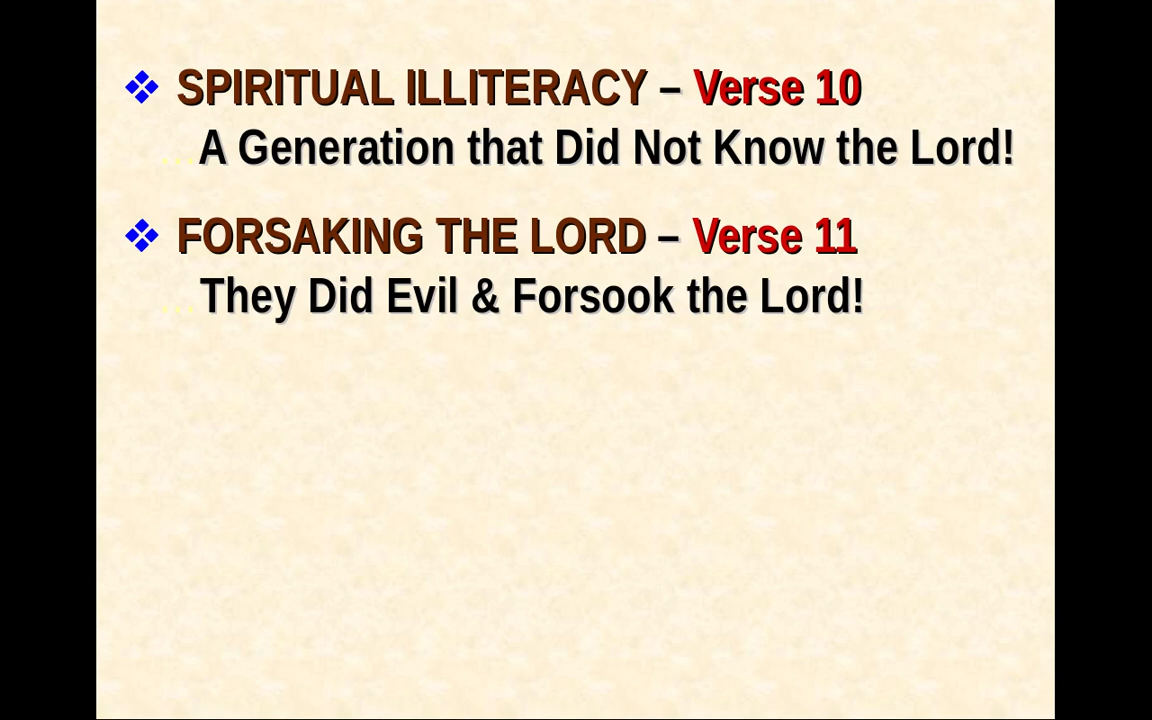 ❖ SPIRITUAL ILLITERACY – Verse 10
…A Generation that Did Not Know the Lord!
❖ FORSAKING THE LORD – Verse 11
…They Did Evil & Forsook the Lord!